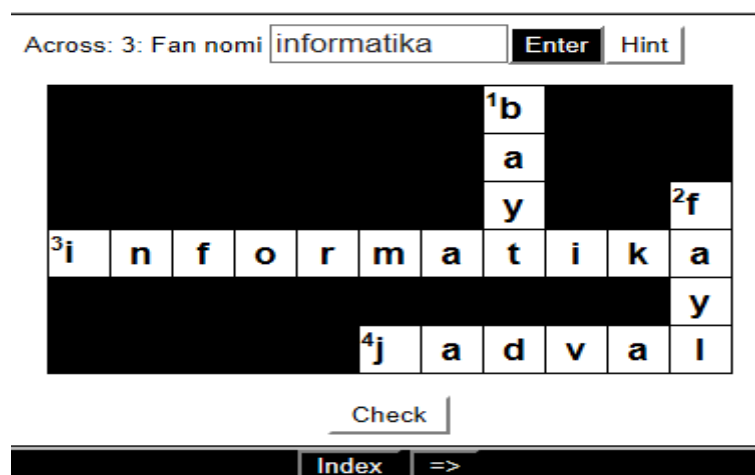 Across: 3: Fan nomi informatika Enter Hint
1b
a
y 2f
3i n f o r m a t i k a
y
4j a d v a l
Check
Index =>